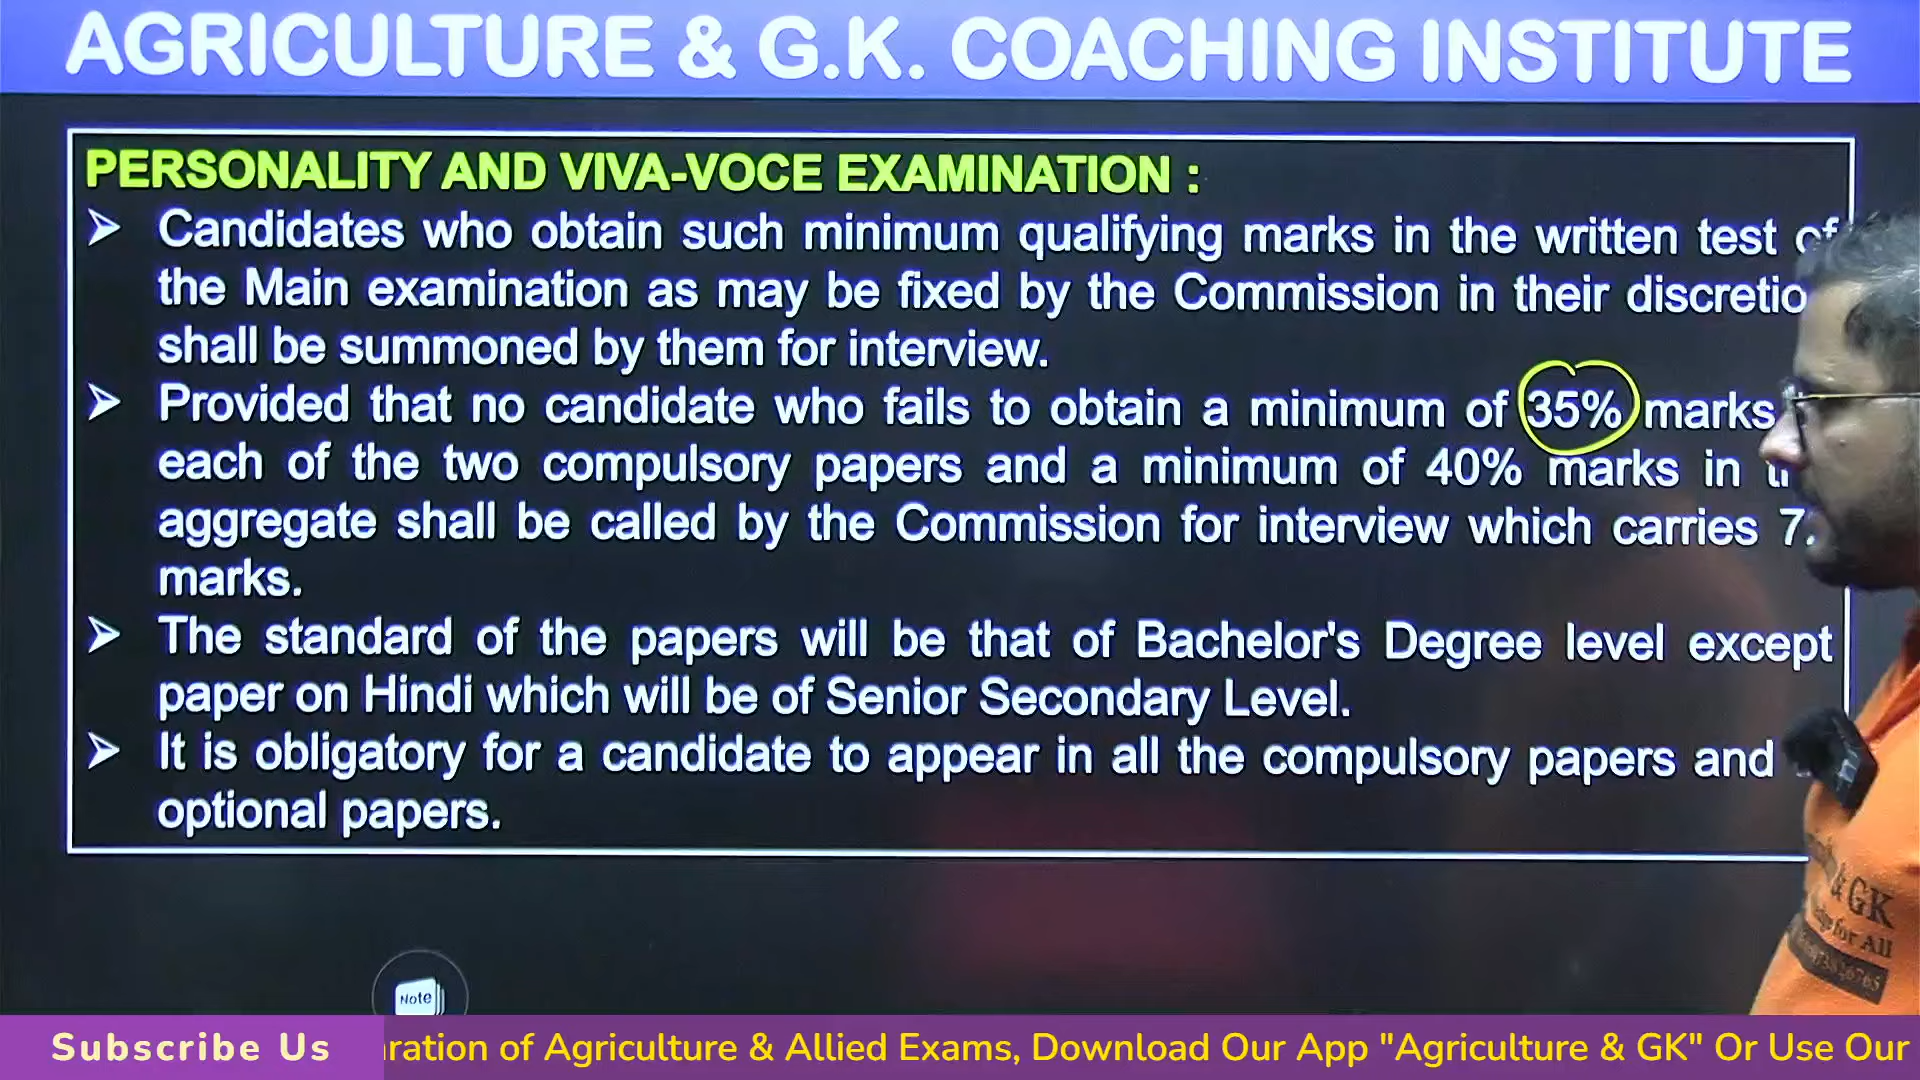 AGRICULTURE & G.K. COACHING INSTITUTE
PERSONALITY AND VIVA-VOCE EXAMINATION :
➤ Candidates who obtain such minimum qualifying marks in the written test of
the Main examination as may be fixed by the Commission in their discretio
shall be summoned by them for interview.
➤ Provided that no candidate who fails to obtain a minimum of 35% marks
each of the two compulsory papers and a minimum of 40% marks in
aggregate shall be called by the Commission for interview which carries
marks.
➤ The standard of the papers will be that of Bachelor's Degree level except
paper on Hindi which will be of Senior Secondary Level.
➤ It is obligatory for a candidate to appear in all the compulsory papers and
optional papers.
& GK
for All
Note
Subscribe Us
aration of Agriculture & Allied Exams, Download Our App "Agriculture & GK" Or Use Our